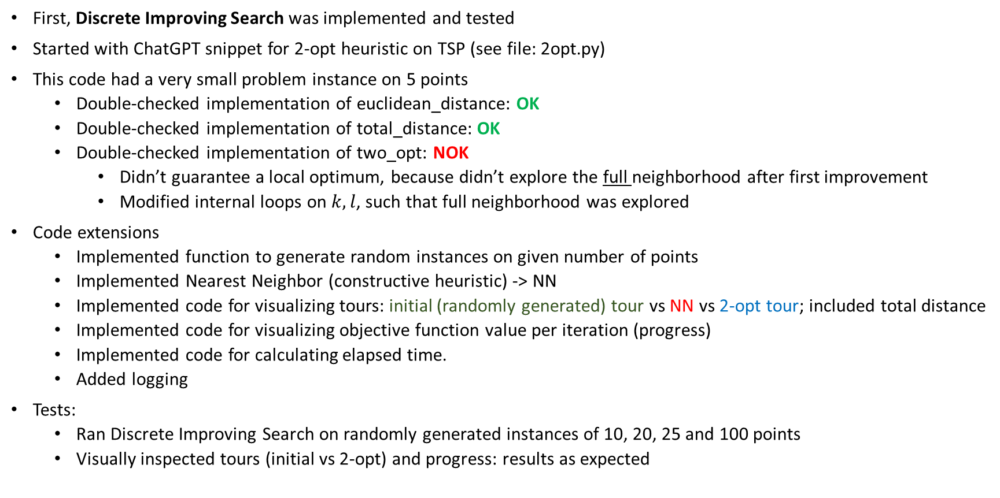 • First, Discrete Improving Search was implemented and tested
• Started with ChatGPT snippet for 2-opt heuristic on TSP (see file: 2opt.py)
• This code had a very small problem instance on 5 points
• Double-checked implementation of euclidean_distance: OK
• Double-checked implementation of total_distance: OK
• Double-checked implementation of two_opt: NOK
• Didn’t guarantee a local optimum, because didn’t explore the full neighborhood after first improvement
• Modified internal loops on k, l, such that full neighborhood was explored
• Code extensions
• Implemented function to generate random instances on given number of points
• Implemented Nearest Neighbor (constructive heuristic) -> NN
• Implemented code for visualizing tours: initial (randomly generated) tour vs NN vs 2-opt tour; included total distance
• Implemented code for visualizing objective function value per iteration (progress)
• Implemented code for calculating elapsed time.
• Added logging
• Tests:
• Ran Discrete Improving Search on randomly generated instances of 10, 20, 25 and 100 points
• Visually inspected tours (initial vs 2-opt) and progress: results as expected